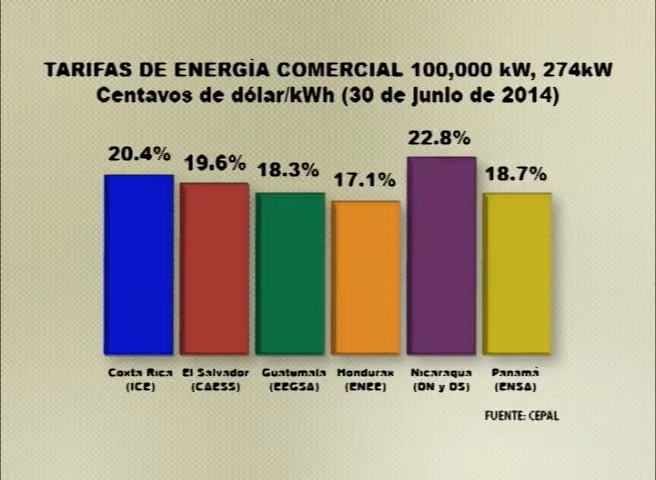 TARIFAS DE ENERGÍA COMERCIAL 100,000 kW, 274kW
Centavos de dólar/kWh (30 de Junio de 2014)
20.4% 19.6% 18.3% 17.1% 22.8% 18.7%
Coxta Rica El Salvador Guatemala Hondurax Nicaragua Panamá
(ICE) (CAESS) (EEGSA) (ENEE) (DN y DS) (ENSA)
FUENTE: CEPAL